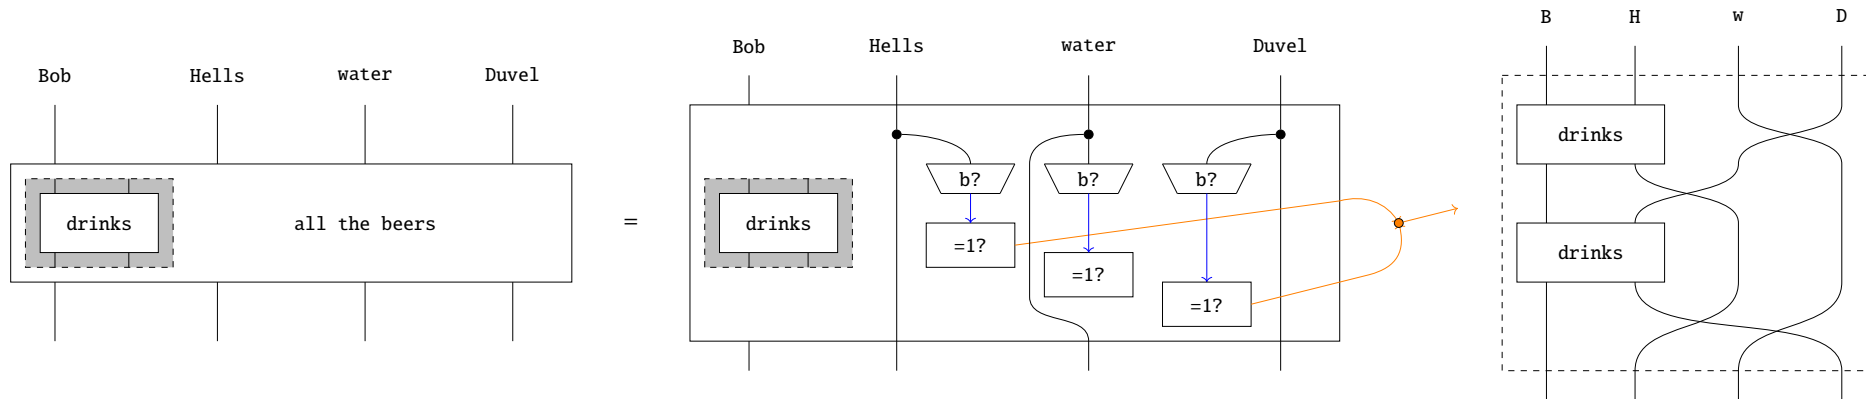 Bob Hells water Duvel
drinks all the beers
=
Bob Hells water Duvel
drinks
b? b? b?
=1?
=1?
=1?
B H w D
drinks
drinks